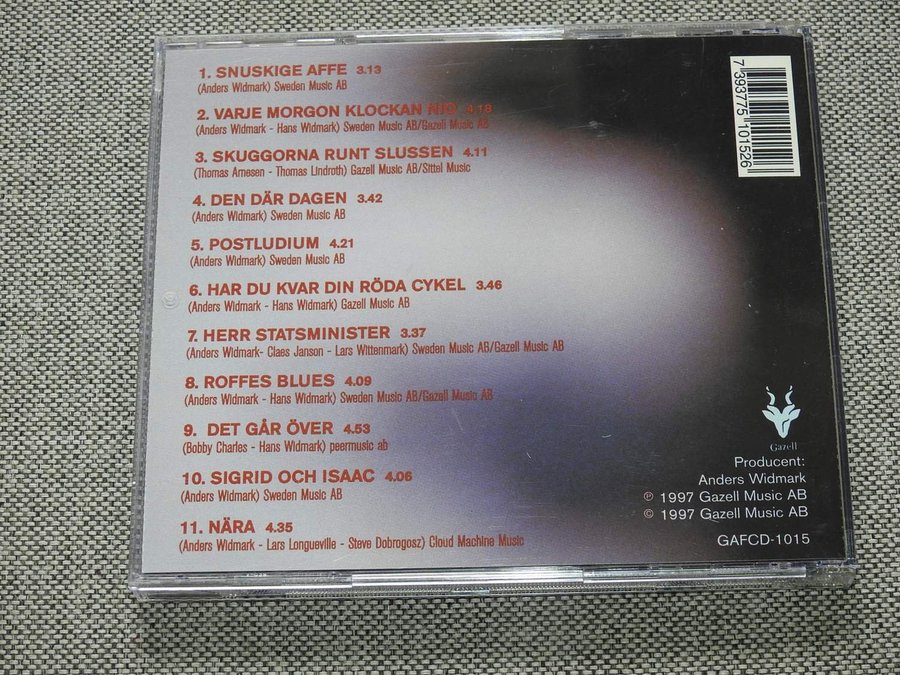 1. SNUSKIGE AFFE 3.13
(Anders Widmark) Sweden Music AB
2. VARJE MORGON KLOCKAN NIO 4.18
(Anders Widmark - Hans Widmark) Sweden Music AB/Gazell Music AB
3. SKUGGORNA RUNT SLUSSEN 4.11
(Thomas Arnesen - Thomas Lindroth) Gazell Music AB/Sittel Music
4. DEN DÄR DAGEN 3.42
(Anders Widmark) Sweden Music AB
5. POSTLUDIUM 4.21
(Anders Widmark) Sweden Music AB
6. HAR DU KVAR DIN RÖDA CYKEL 3.46
(Anders Widmark - Hans Widmark) Gazell Music AB
7. HERR STATSMINISTER 3.37
(Anders Widmark- Claes Janson - Lars Wittenmark) Sweden Music AB/Gazell Music AB
8. ROFFES BLUES 4.09
(Anders Widmark - Hans Widmark) Sweden Music AB/Gazell Music AB
9. DET GÅR ÖVER 4.53
(Bobby Charles - Hans Widmark) peermusic ab
10. SIGRID OCH ISAAC 4.06
(Anders Widmark) Sweden Music AB
11. NÄRA 4.35
(Anders Widmark - Lars Longueville - Steve Dobrogosz) Cloud Machine Music
7 393775 101526
Gazell
Producent:
Anders Widmark
℗ 1997 Gazell Music AB
© 1997 Gazell Music AB
GAFCD-1015